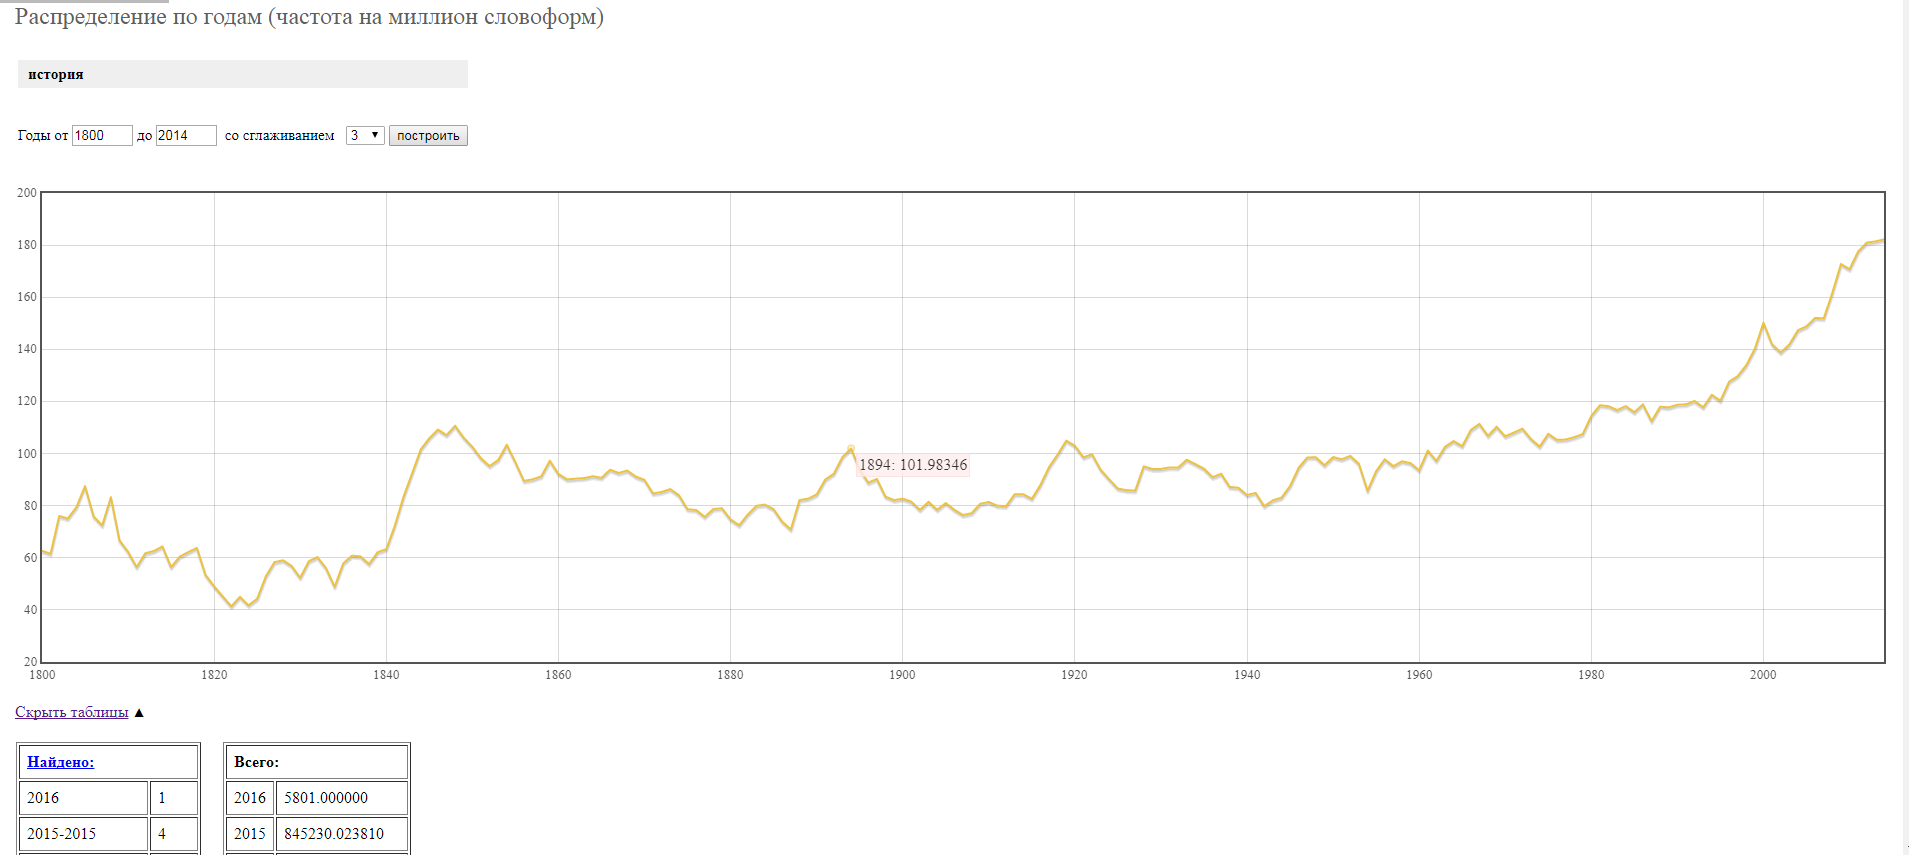 Распределение по годам (частота на миллион словоформ)
история
Годы от 1800 до 2014 со сглаживанием 3 построить
200
180
160
140
120
100
80
60
40
20
1894: 101.98346
1800 1820 1840 1860 1880 1900 1920 1940 1960 1980 2000
Скрыть таблицы ▲
Найдено: Всего:
2016 1 2016 5801.000000
2015-2015 4 2015 845230.023810